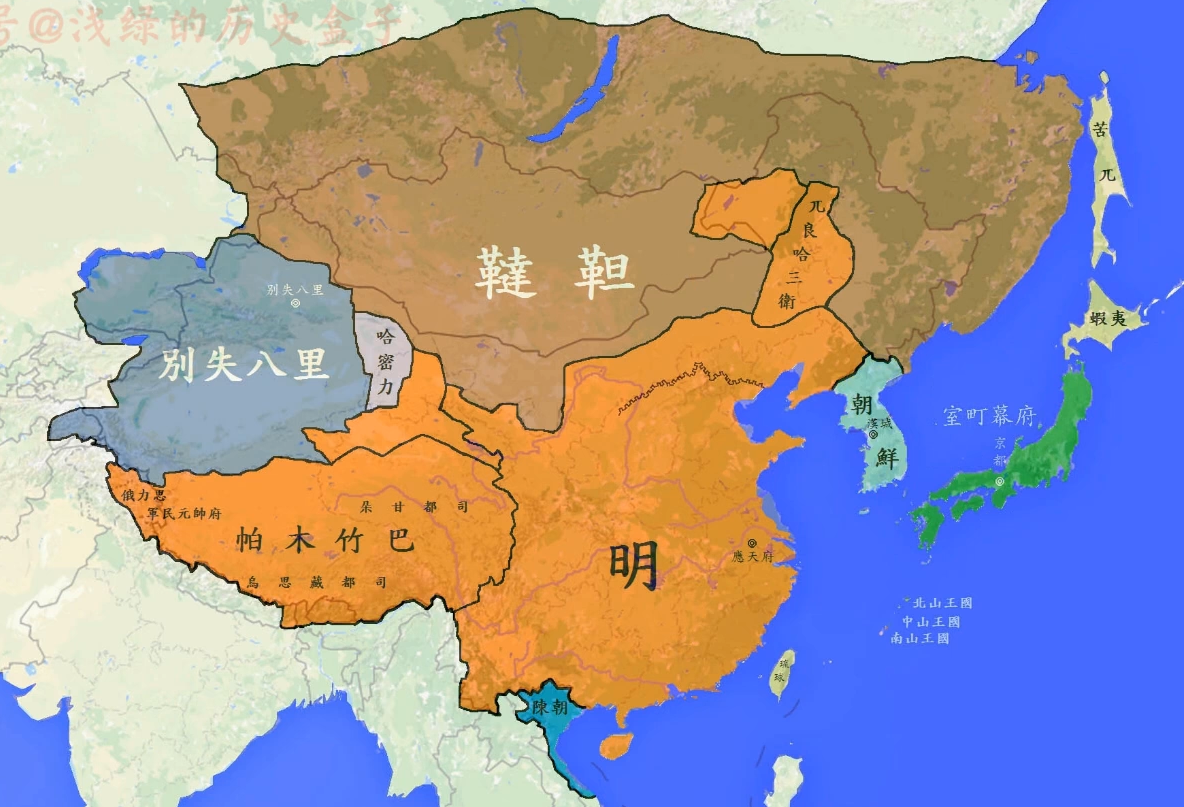 号@浅绿的历史盒子
苦
兀
兀
良
哈
三
衛
韃靼
別失八里
別失八里
哈
密
力
蝦夷
朝
漢城
鮮
室町幕府
京
都
俄力思
軍民元帥府
朵甘都司
帕木竹巴
烏思藏都司
明
應天府
北山王國
中山王國
南山王國
琉
球
陳朝